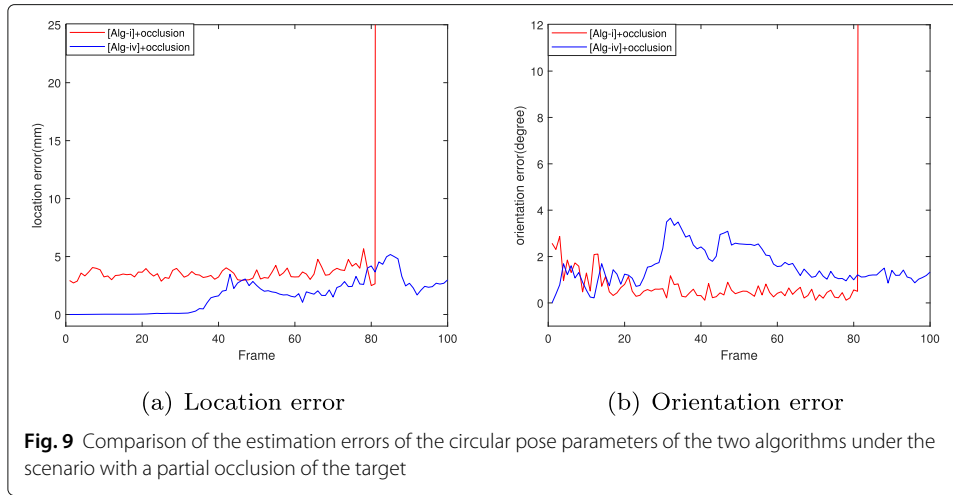 [Alg-i]+occlusion
[Alg-iv]+occlusion
location error(mm)
25
20
15
10
5
0
0 20 40 60 80 100
Frame
(a) Location error
[Alg-i]+occlusion
[Alg-iv]+occlusion
orientation error(degree)
12
10
8
6
4
2
0
0 20 40 60 80 100
Frame
(b) Orientation error
Fig. 9 Comparison of the estimation errors of the circular pose parameters of the two algorithms under the
scenario with a partial occlusion of the target